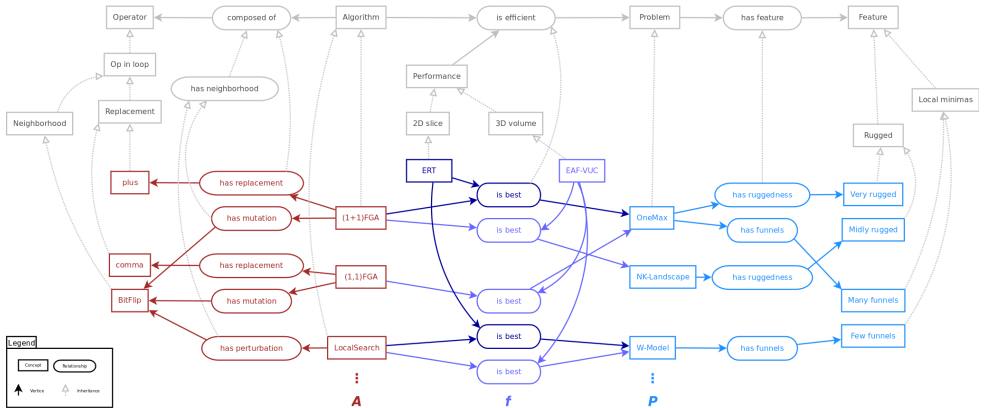 Operator
composed of
Algorithm
is efficient
Problem
has feature
Feature
Op in loop
Performance
has neighborhood
Local minimas
Replacement
Neighborhood
2D slice
3D volume
Rugged
ERT
EAF-VUC
plus
has replacement
is best
has ruggedness
Very rugged
has mutation
(1+1)FGA
OneMax
is best
has funnels
Midly rugged
comma
has replacement
(1,1)FGA
NK-Landscape
has ruggedness
BitFlip
has mutation
is best
Many funnels
is best
Few funnels
has perturbation
LocalSearch
W-Model
has funnels
is best
Legend
Concept
Relationship
Vertice
Inheritance
A
f
P